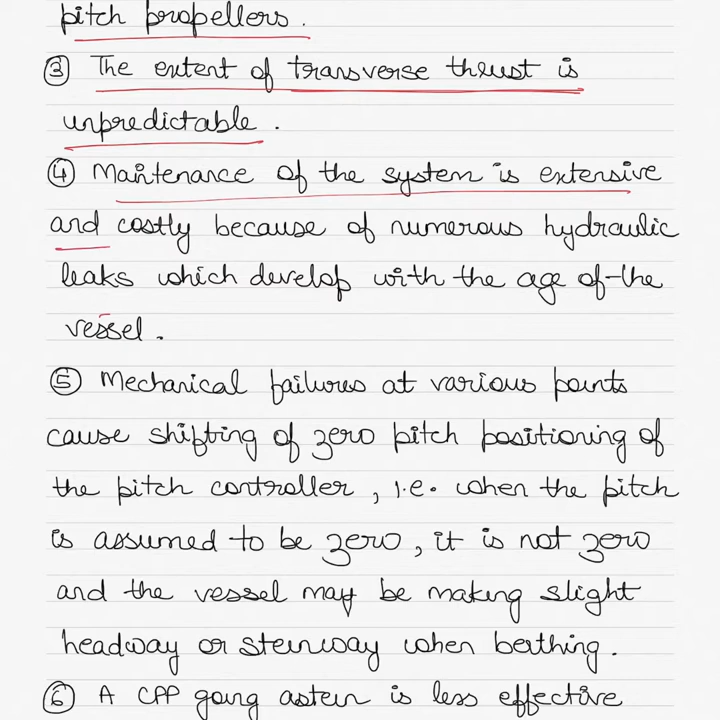 pitch propellers.
③ The extent of transverse thrust is
unpredictable.
④ Maintenance of the system is extensive
and costly because of numerous hydraulic
leaks which develop with the age of the
vessel.
⑤ Mechanical failures at various points
cause shifting of zero pitch positioning of
the pitch controller, i.e. when the pitch
is assumed to be zero, it is not zero
and the vessel may be making slight
headway or sternway when berthing.
⑥ A CPP going astern is less effective